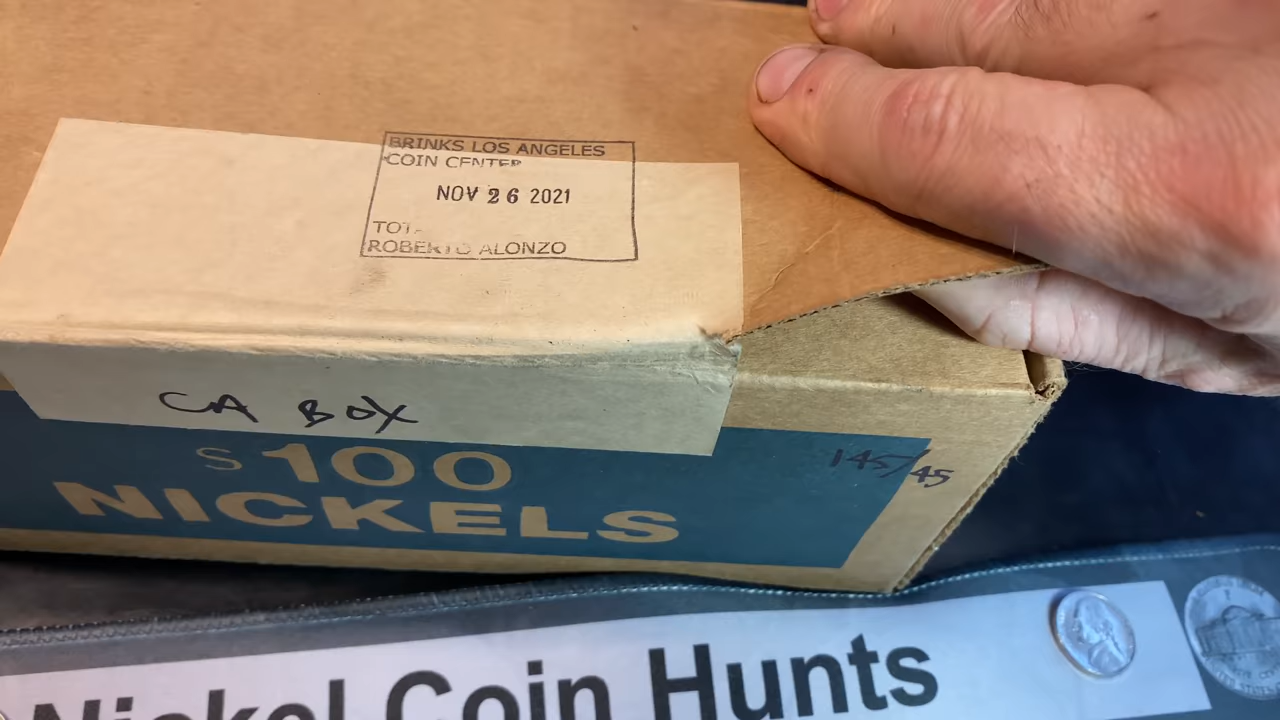 BRINKS LOS ANGELES
COIN CENTER
NOV 26 2021
ROBERTO ALONZO
CA BOX
$100
NICKELS
145/45
Nickel Coin Hunts